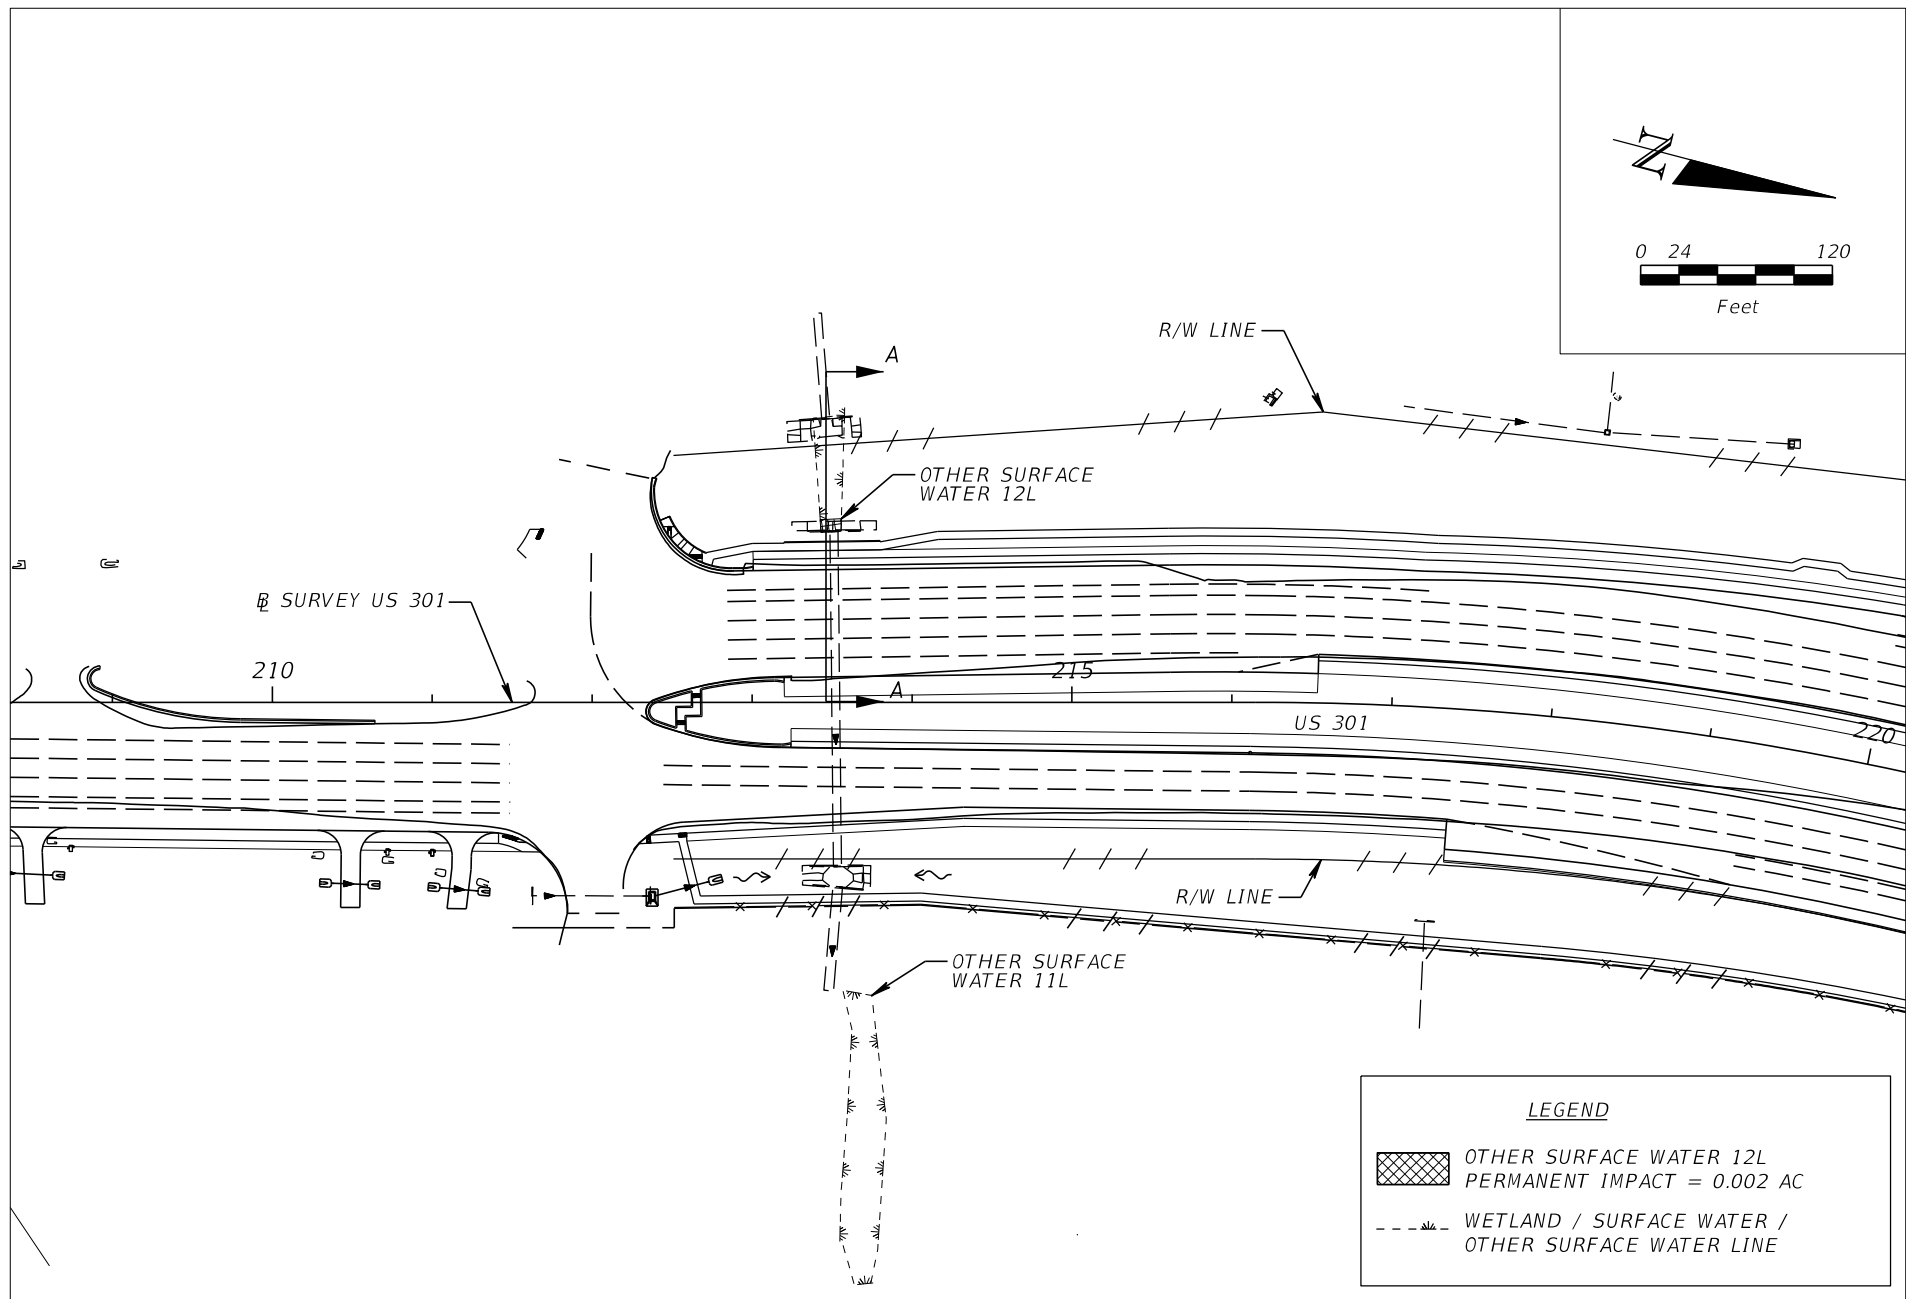 N
0 24 120
Feet
R/W LINE
A
OTHER SURFACE
WATER 12L
BL SURVEY US 301
210
215
A
US 301
220
R/W LINE
OTHER SURFACE
WATER 11L
LEGEND
OTHER SURFACE WATER 12L
PERMANENT IMPACT = 0.002 AC
WETLAND / SURFACE WATER /
OTHER SURFACE WATER LINE